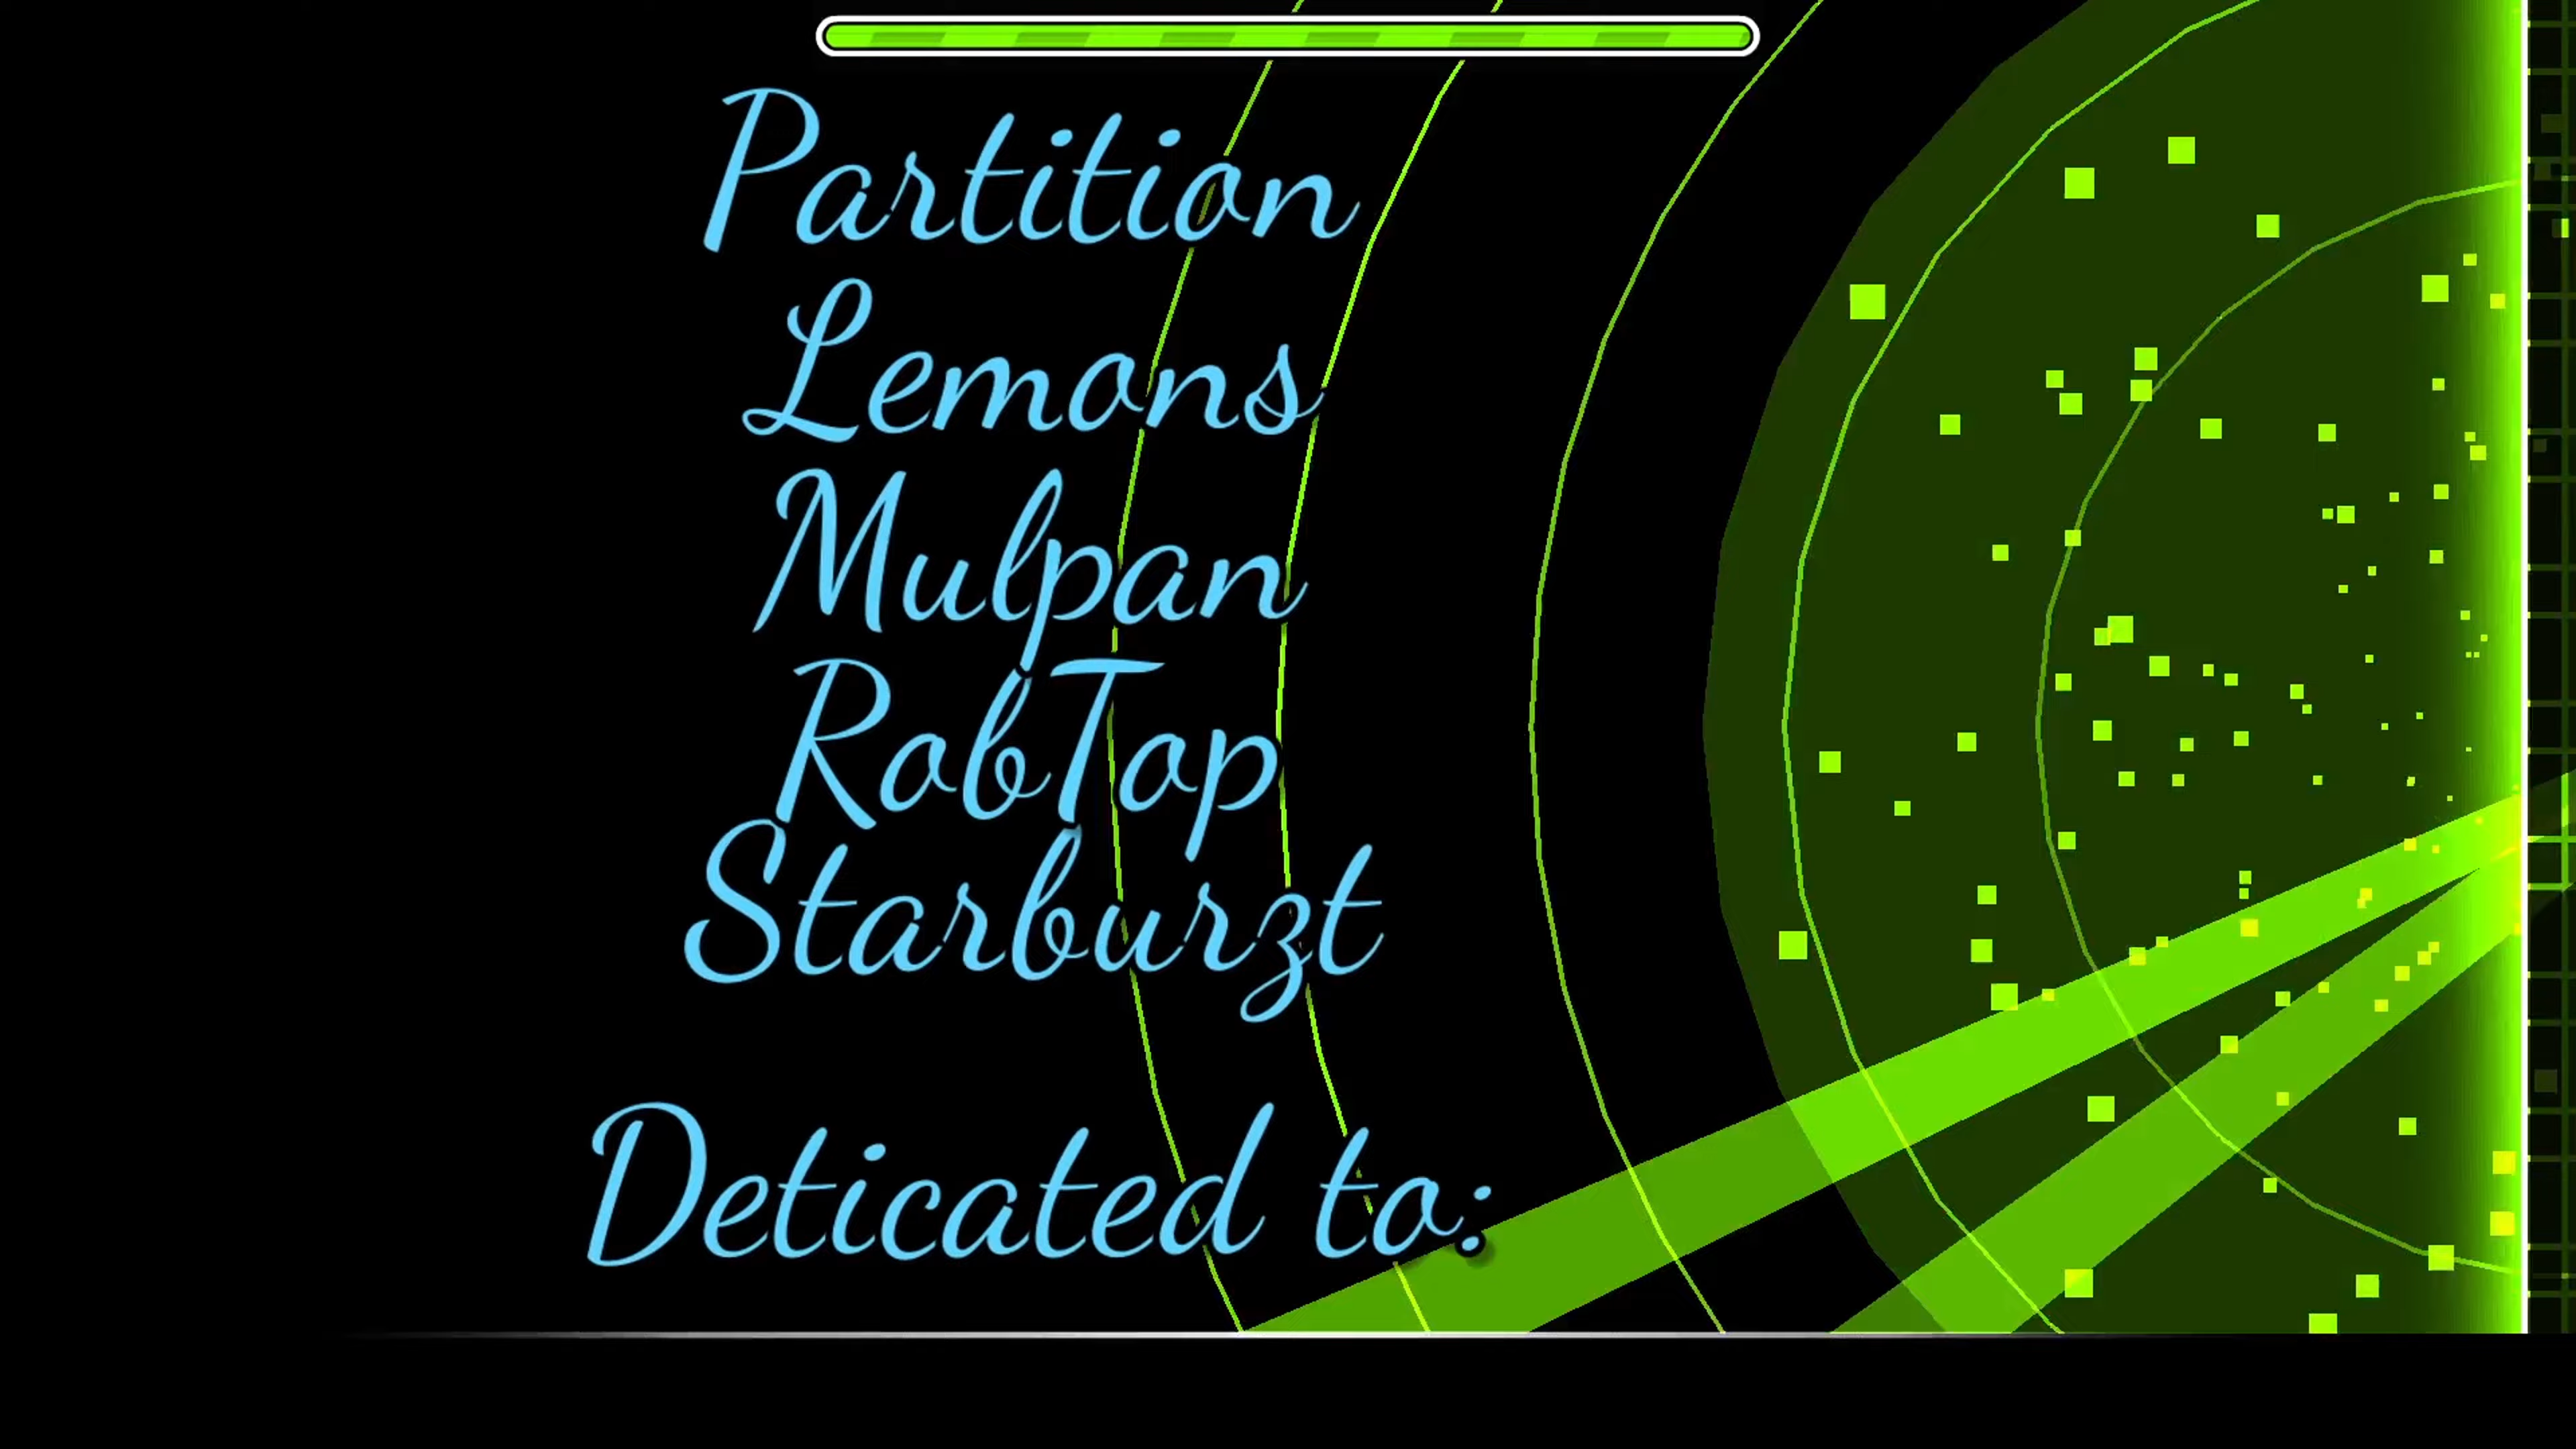 Partition
Lemons
Mulpan
RobTop
Starburzt
Deticated to: